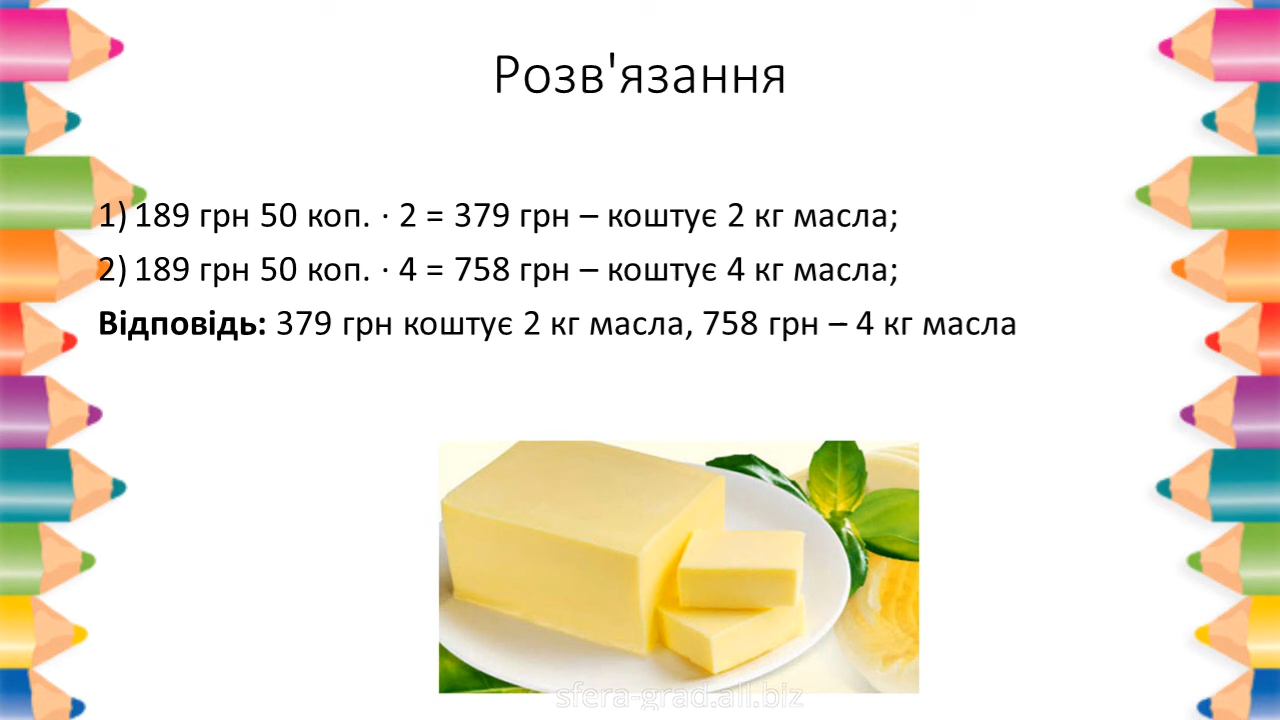 Розв'язання
1) 189 грн 50 коп. · 2 = 379 грн – коштує 2 кг масла;
2) 189 грн 50 коп. · 4 = 758 грн – коштує 4 кг масла;
Відповідь: 379 грн коштує 2 кг масла, 758 грн – 4 кг масла
sfera-grad.all.biz